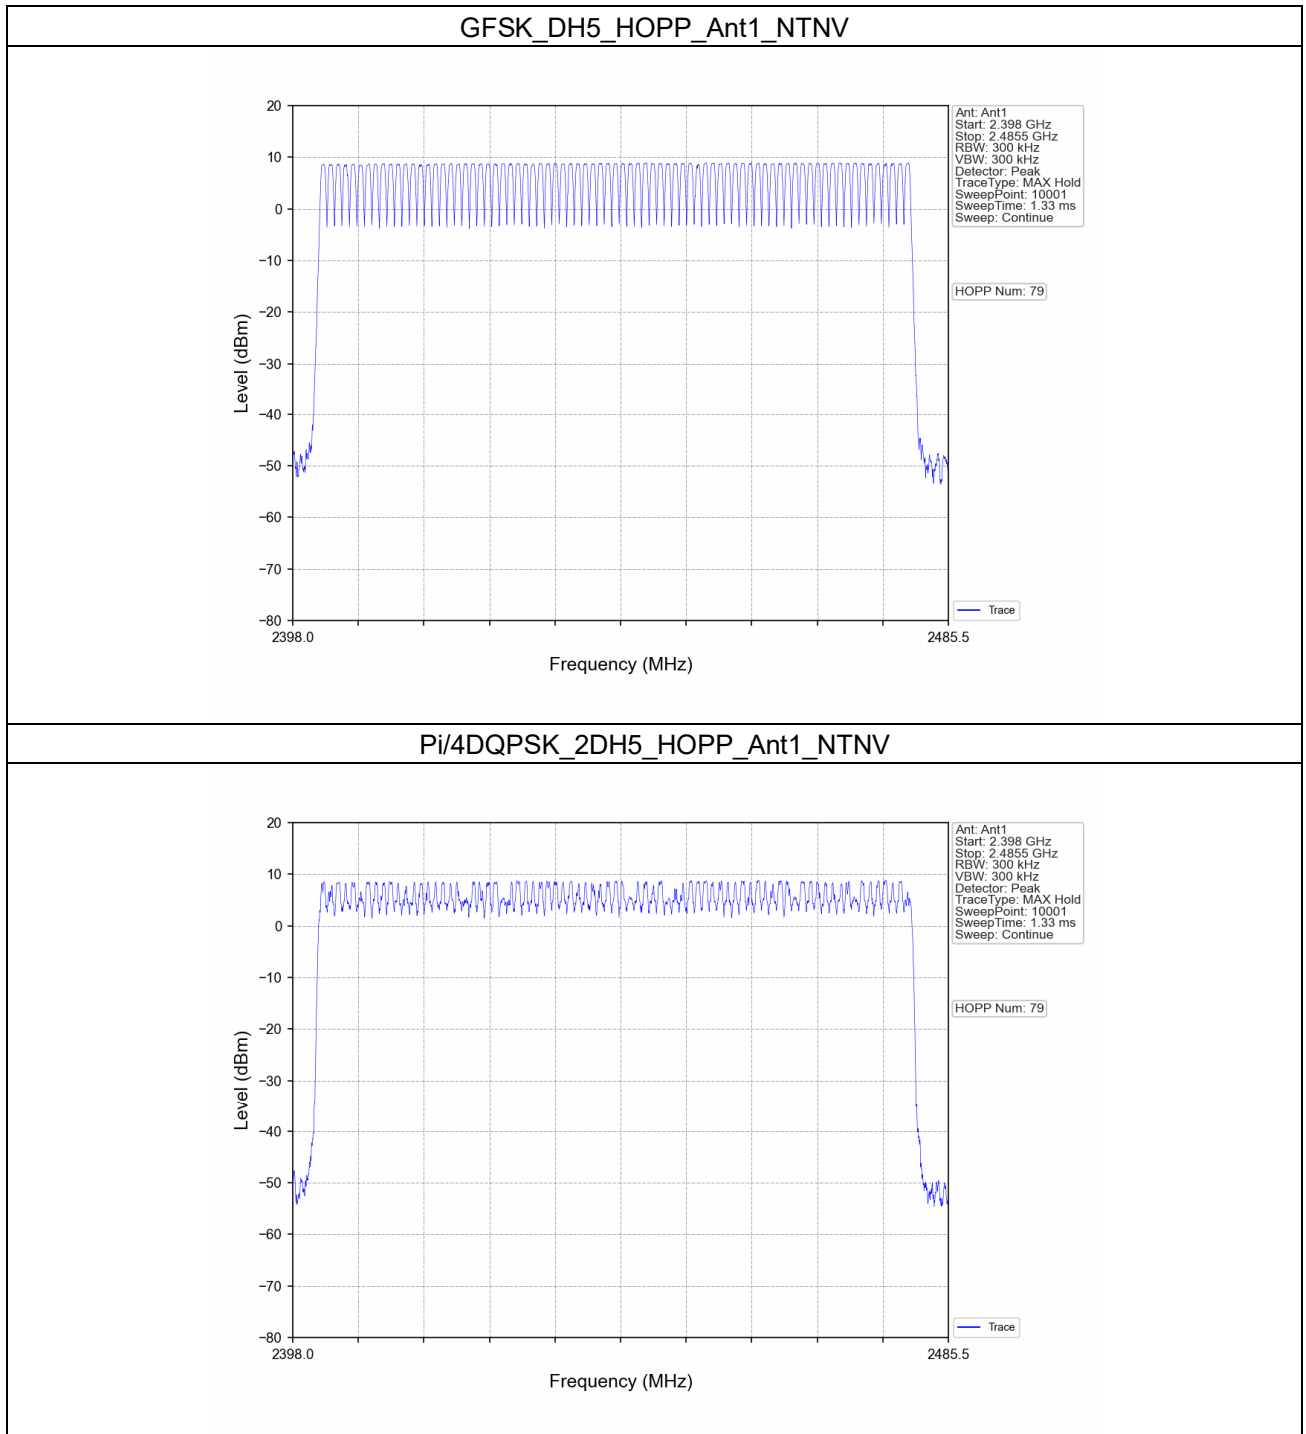 GFSK_DH5_HOPP_Ant1_NTNV
20
10
0
−10
−20
−30
−40
−50
−60
−70
−80
Level (dBm)
2398.0
2485.5
Frequency (MHz)
Ant: Ant1
Start: 2.398 GHz
Stop: 2.4855 GHz
RBW: 300 kHz
VBW: 300 kHz
Detector: Peak
TraceType: MAX Hold
SweepPoint: 10001
SweepTime: 1.33 ms
Sweep: Continue
HOPP Num: 79
Trace
Pi/4DQPSK_2DH5_HOPP_Ant1_NTNV
20
10
0
−10
−20
−30
−40
−50
−60
−70
−80
Level (dBm)
2398.0
2485.5
Frequency (MHz)
Ant: Ant1
Start: 2.398 GHz
Stop: 2.4855 GHz
RBW: 300 kHz
VBW: 300 kHz
Detector: Peak
TraceType: MAX Hold
SweepPoint: 10001
SweepTime: 1.33 ms
Sweep: Continue
HOPP Num: 79
Trace